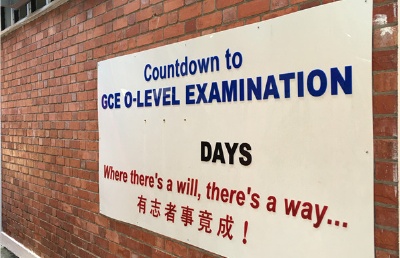 Countdown to
GCE O-LEVEL EXAMINATION
DAYS
Where there's a will, there's a way...
有志者事竟成！